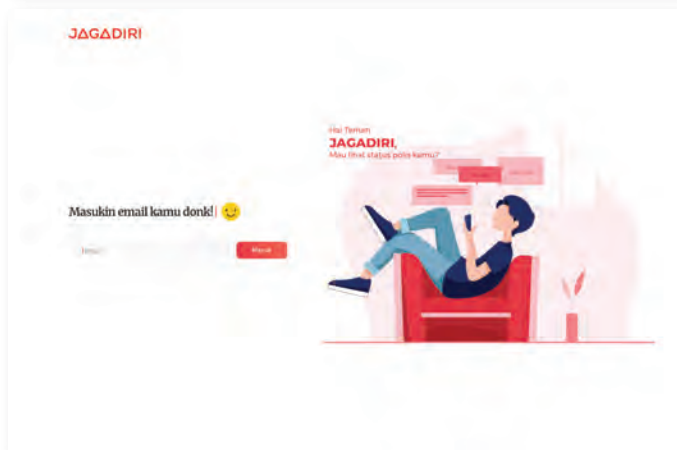 JAGADIRI
Hai Teman
JAGADIRI,
Mau lihat status polis kamu?
Masukin email kamu donk!
Email
Masuk